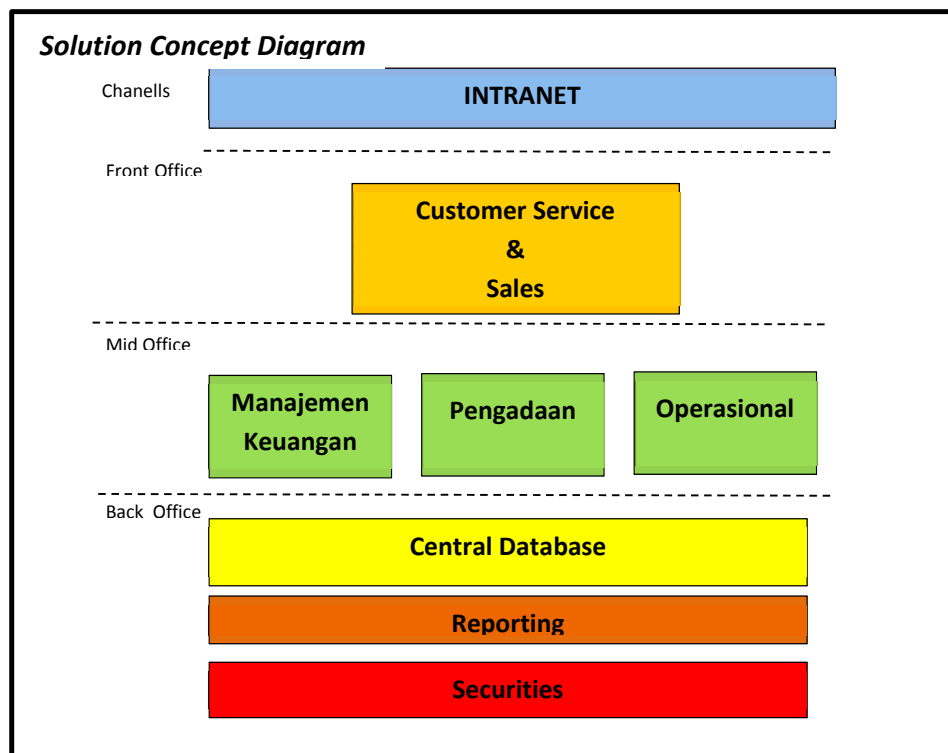 Solution Concept Diagram
Chanells
INTRANET
Front Office
Customer Service
&
Sales
Mid Office
Manajemen
Keuangan
Pengadaan
Operasional
Back Office
Central Database
Reporting
Securities